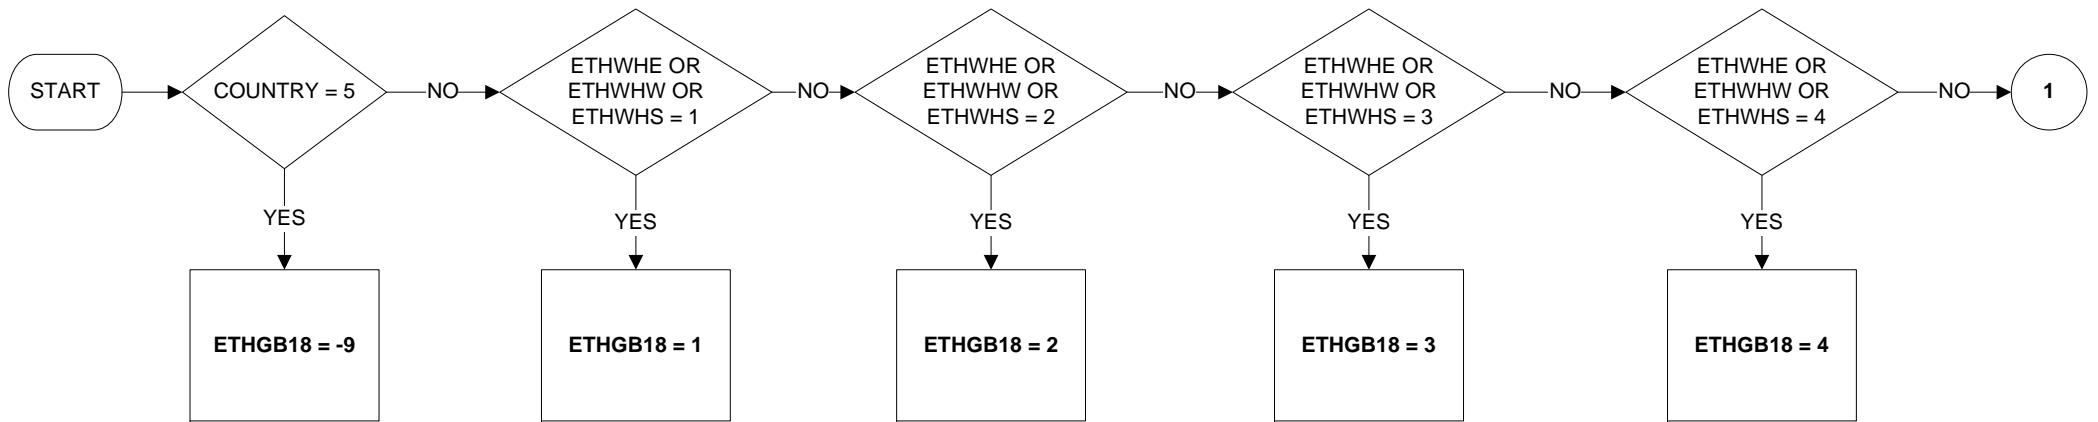 START
COUNTRY = 5
NO
ETHWHE OR
ETHWHW OR
ETHWHS = 1
NO
ETHWHE OR
ETHWHW OR
ETHWHS = 2
NO
ETHWHE OR
ETHWHW OR
ETHWHS = 3
NO
ETHWHE OR
ETHWHW OR
ETHWHS = 4
NO
1
YES
YES
YES
YES
YES
ETHGB18 = -9
ETHGB18 = 1
ETHGB18 = 2
ETHGB18 = 3
ETHGB18 = 4